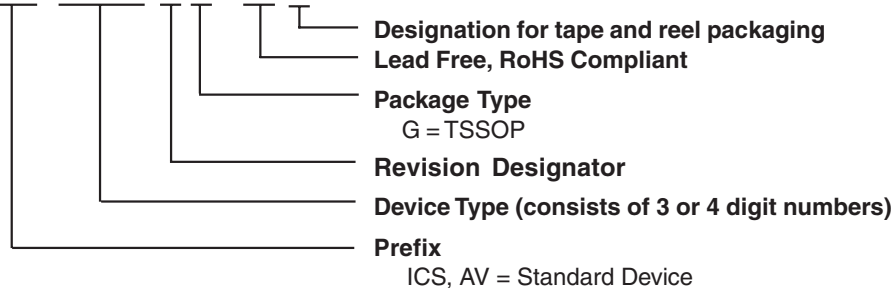 Designation for tape and reel packaging
Lead Free, RoHS Compliant
Package Type
G = TSSOP
Revision Designator
Device Type (consists of 3 or 4 digit numbers)
Prefix
ICS, AV = Standard Device